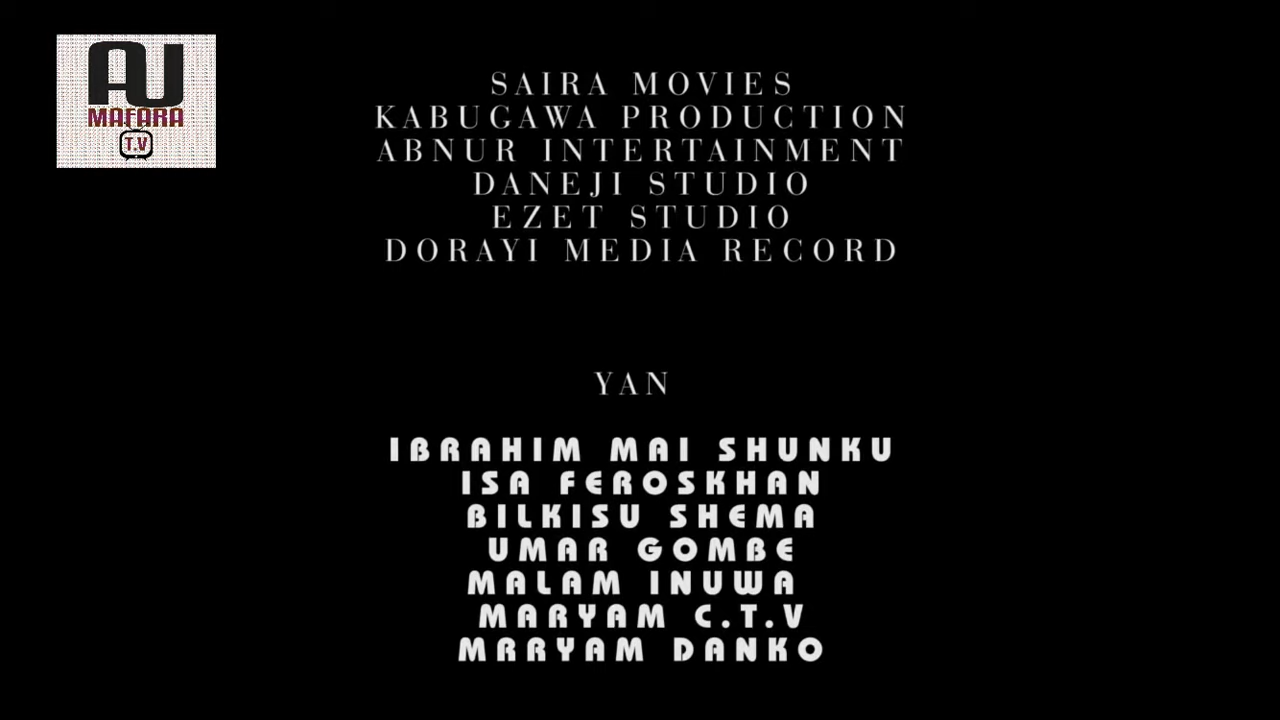 AU
MAFARA
T.V
SAIRA MOVIES
KABUGAWA PRODUCTION
ABNUR INTERTAINMENT
DANEJI STUDIO
EZET STUDIO
DORAYI MEDIA RECORD
YAN
IBRAHIM MAI SHUNKU
ISA FEROSKHAN
BILKISU SHEMA
UMAR GOMBE
MALAM INUWA
MARYAM C.T.V
MRRYAM DANKO